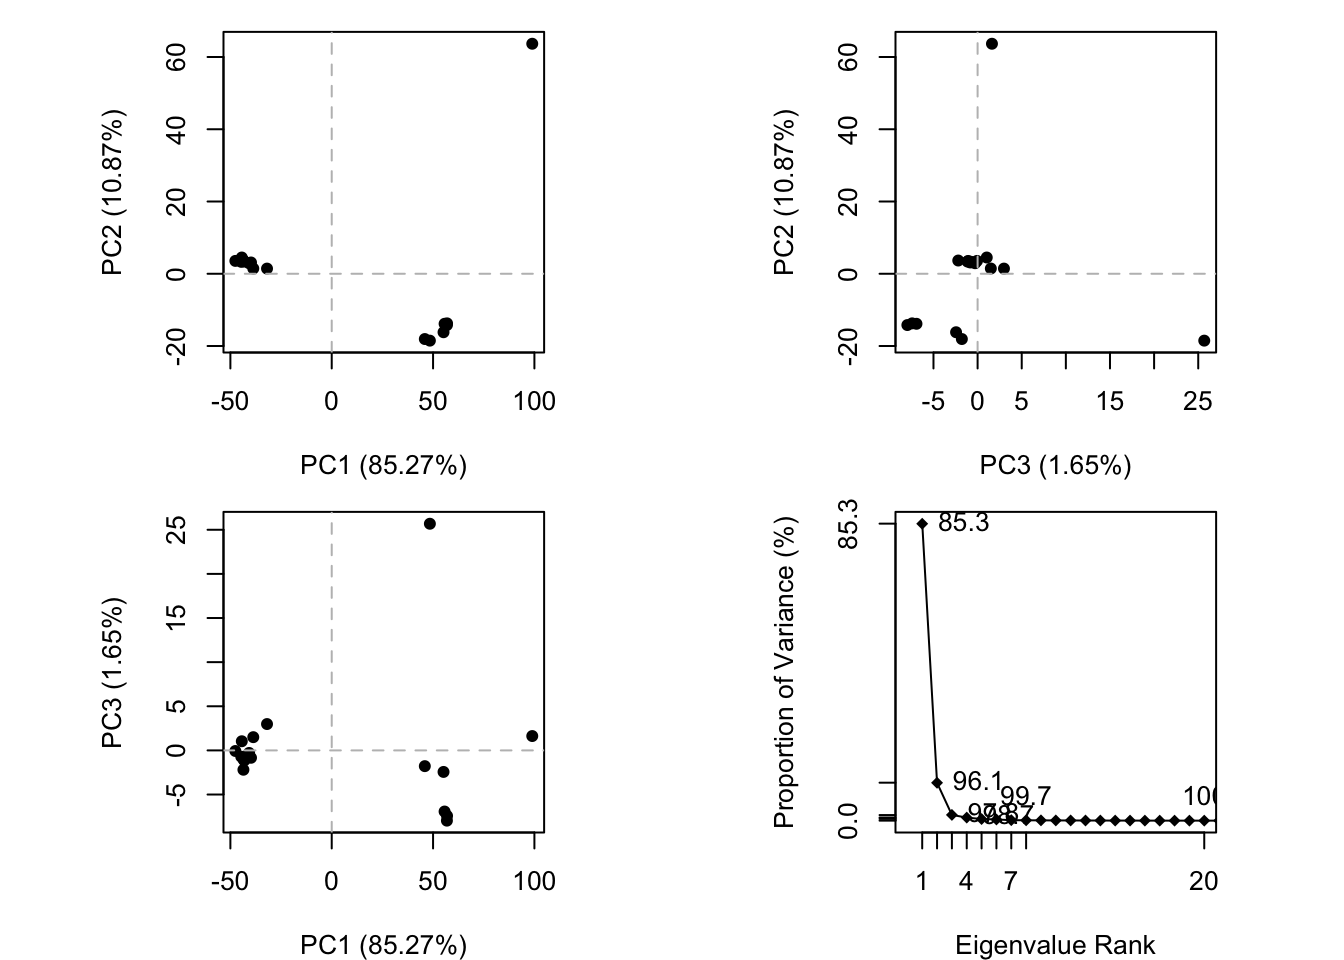 PC2 (10.87%)
60
40
20
0
-20
-50 0 50 100
PC1 (85.27%)
PC2 (10.87%)
60
40
20
0
-20
-5 0 5 15 25
PC3 (1.65%)
PC3 (1.65%)
25
15
5
0
-5
-50 0 50 100
PC1 (85.27%)
Proportion of Variance (%)
85.3
0.0
85.3
96.1
99.7
1 4 7 20
Eigenvalue Rank